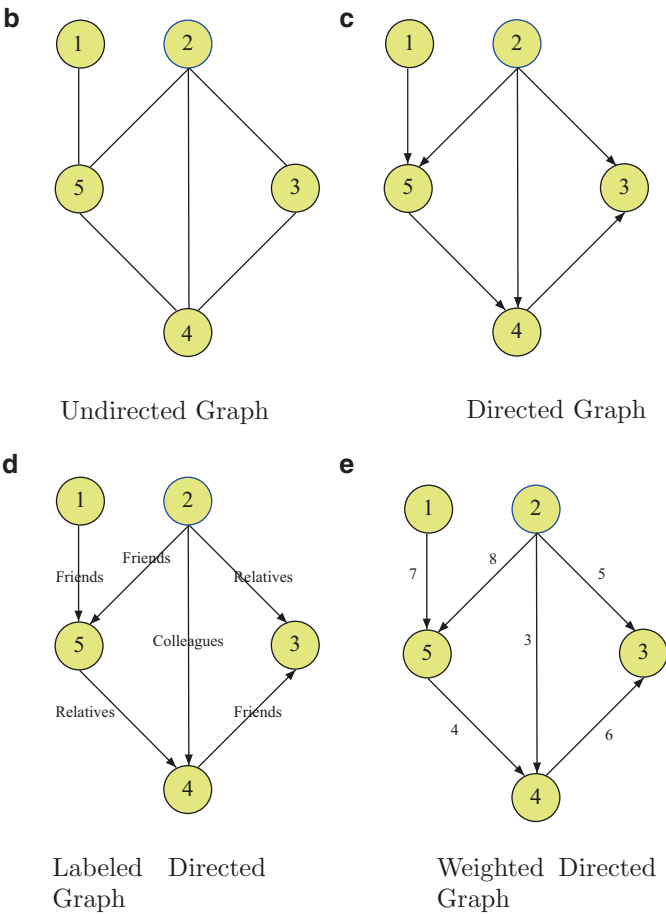 b
1
2
5
3
4
Undirected Graph
c
1
2
5
3
4
Directed Graph
d
1
2
Friends
Friends
Relatives
5
Colleagues
3
Relatives
Friends
4
Labeled Directed
Graph
e
1
2
7
8
5
5
3
3
4
6
4
Weighted Directed
Graph